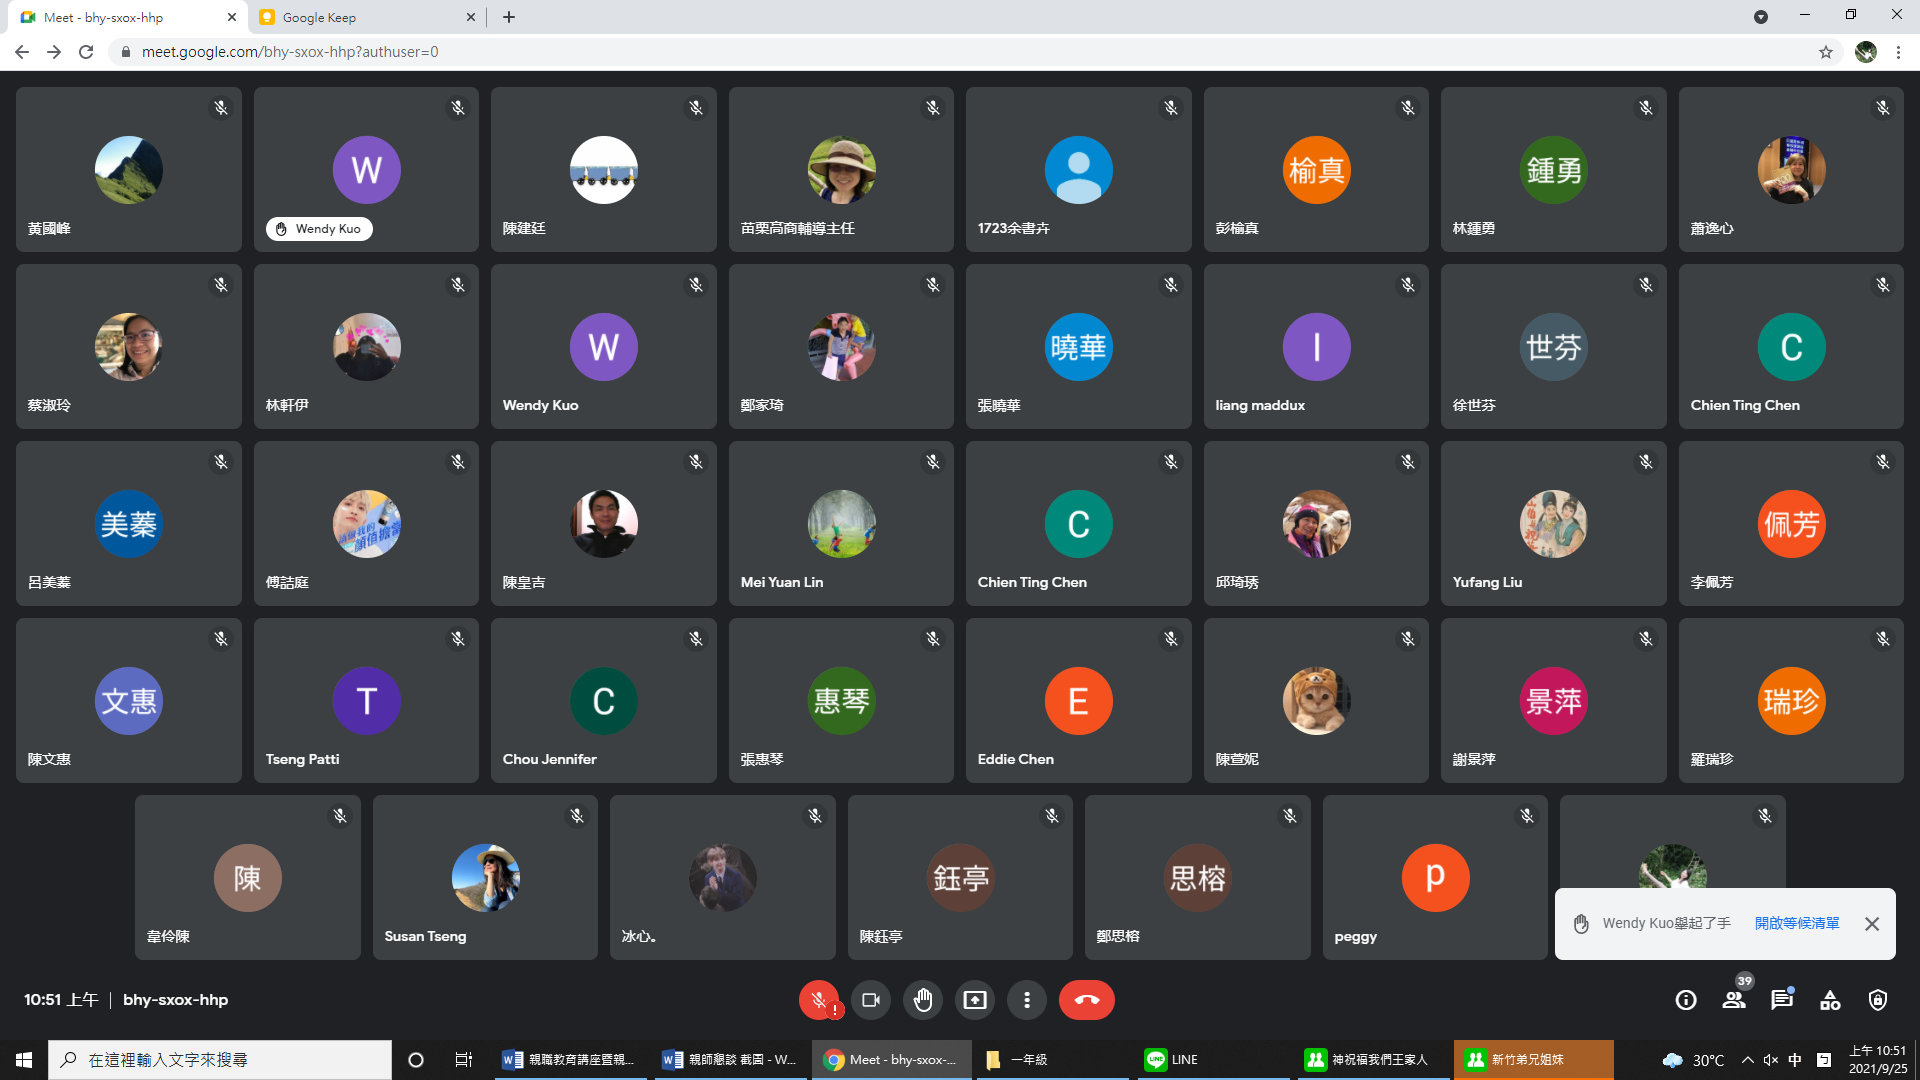 Meet - bhy-sxox-hhp
Google Keep
meet.google.com/bhy-sxox-hhp?authuser=0
黃國峰
W
Wendy Kuo
陳建廷
苗栗高商輔導主任
1723余書卉
榆真
彭榆真
鍾勇
林鍾勇
蕭逸心
蔡淑玲
林軒伊
W
Wendy Kuo
鄭家琦
曉華
張曉華
l
liang maddux
世芬
徐世芬
C
Chien Ting Chen
美蓁
呂美蓁
傅詰庭
陳皇吉
Mei Yuan Lin
C
Chien Ting Chen
邱琦琇
Yufang Liu
佩芳
李佩芳
文惠
陳文惠
T
Tseng Patti
C
Chou Jennifer
惠琴
張惠琴
E
Eddie Chen
陳萱妮
景萍
謝景萍
瑞珍
羅瑞珍
陳
韋伶陳
Susan Tseng
冰心。
鈺亭
陳鈺亭
思榕
鄭思榕
p
peggy
Wendy Kuo舉起了手
開啟等候清單
10:51 上午 | bhy-sxox-hhp
39
在這裡輸入文字來搜尋
親職教育講座暨親...
親師懇談 截圖 - W...
Meet - bhy-sxox-...
一年級
LINE
神祝福我們王家人
新竹弟兄姐妹
30°C
中
上午 10:51
2021/9/25